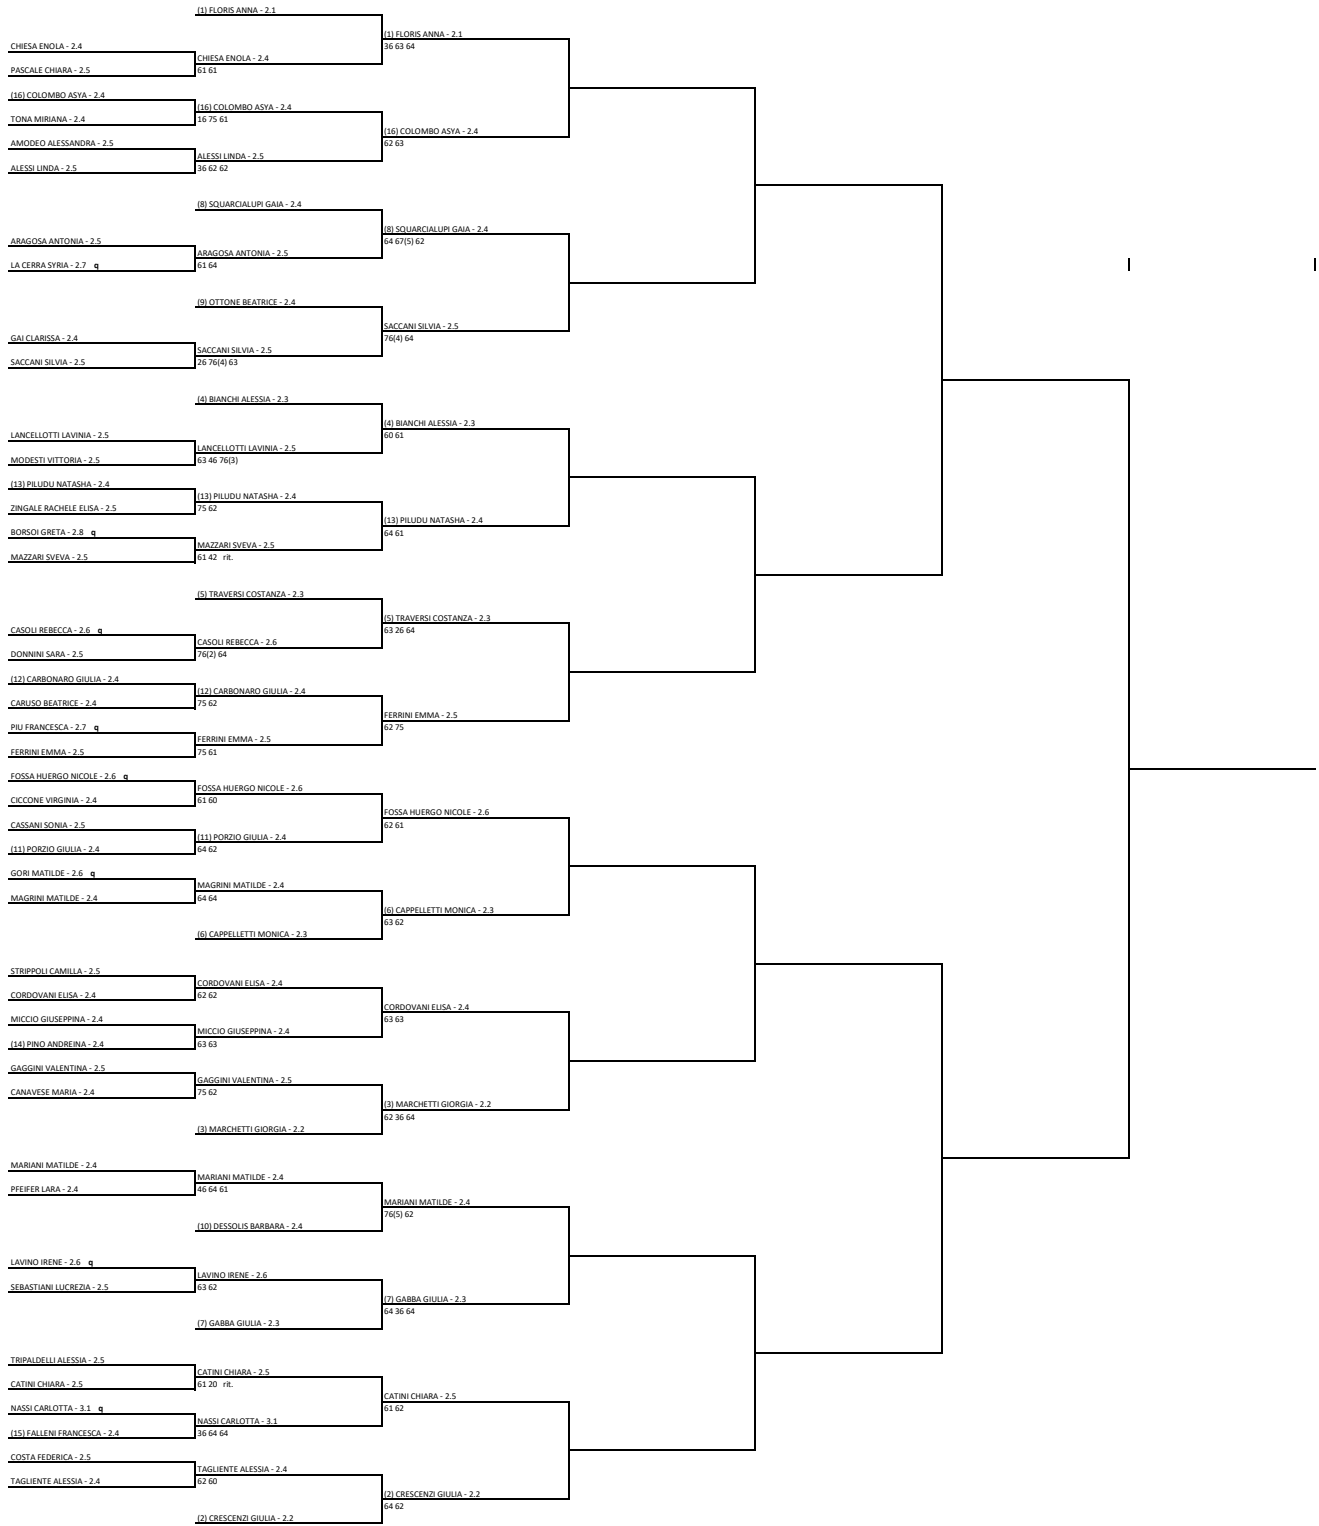 (1) FLORIS ANNA - 2.1
(1) FLORIS ANNA - 2.1
36 63 64
CHIESA ENOLA - 2.4
CHIESA ENOLA - 2.4
61 61
PASCALE CHIARA - 2.5
(16) COLOMBO ASYA - 2.4
(16) COLOMBO ASYA - 2.4
16 75 61
TONA MIRIANA - 2.4
(16) COLOMBO ASYA - 2.4
62 63
AMODEO ALESSANDRA - 2.5
ALESSI LINDA - 2.5
36 62 62
ALESSI LINDA - 2.5
(8) SQUARCIALUPI GAIA - 2.4
(8) SQUARCIALUPI GAIA - 2.4
64 67(5) 62
ARAGOSA ANTONIA - 2.5
ARAGOSA ANTONIA - 2.5
61 64
LA CERRA SYRIA - 2.7 q
(9) OTTONE BEATRICE - 2.4
SACCANI SILVIA - 2.5
76(4) 64
GAI CLARISSA - 2.4
SACCANI SILVIA - 2.5
26 76(4) 63
SACCANI SILVIA - 2.5
(4) BIANCHI ALESSIA - 2.3
(4) BIANCHI ALESSIA - 2.3
60 61
LANCELLOTTI LAVINIA - 2.5
LANCELLOTTI LAVINIA - 2.5
63 46 76(3)
MODESTI VITTORIA - 2.5
(13) PILUDU NATASHA - 2.4
(13) PILUDU NATASHA - 2.4
75 62
ZINGALE RACHELE ELISA - 2.5
(13) PILUDU NATASHA - 2.4
64 61
BORSOI GRETA - 2.8 q
MAZZARI SVEVA - 2.5
61 42 rit.
MAZZARI SVEVA - 2.5
(5) TRAVERSI COSTANZA - 2.3
(5) TRAVERSI COSTANZA - 2.3
63 26 64
CASOLI REBECCA - 2.6 q
CASOLI REBECCA - 2.6
76(2) 64
DONNINI SARA - 2.5
(12) CARBONARO GIULIA - 2.4
(12) CARBONARO GIULIA - 2.4
75 62
CARUSO BEATRICE - 2.4
FERRINI EMMA - 2.5
62 75
PIU FRANCESCA - 2.7 q
FERRINI EMMA - 2.5
75 61
FERRINI EMMA - 2.5
FOSSA HUERGO NICOLE - 2.6 q
FOSSA HUERGO NICOLE - 2.6
61 60
CICCONE VIRGINIA - 2.4
FOSSA HUERGO NICOLE - 2.6
62 61
CASSANI SONIA - 2.5
(11) PORZIO GIULIA - 2.4
64 62
(11) PORZIO GIULIA - 2.4
GORI MATILDE - 2.6 q
MAGRINI MATILDE - 2.4
64 64
MAGRINI MATILDE - 2.4
(6) CAPPELLETTI MONICA - 2.3
63 62
(6) CAPPELLETTI MONICA - 2.3
STRIPPOLI CAMILLA - 2.5
CORDOVANI ELISA - 2.4
62 62
CORDOVANI ELISA - 2.4
CORDOVANI ELISA - 2.4
63 63
MICCIO GIUSEPPINA - 2.4
MICCIO GIUSEPPINA - 2.4
63 63
(14) PINO ANDREINA - 2.4
GAGGINI VALENTINA - 2.5
GAGGINI VALENTINA - 2.5
75 62
CANAVESE MARIA - 2.4
(3) MARCHETTI GIORGIA - 2.2
62 36 64
(3) MARCHETTI GIORGIA - 2.2
MARIANI MATILDE - 2.4
MARIANI MATILDE - 2.4
46 64 61
PFEIFER LARA - 2.4
MARIANI MATILDE - 2.4
76(5) 62
(10) DESSOLIS BARBARA - 2.4
LAVINO IRENE - 2.6 q
LAVINO IRENE - 2.6
63 62
SEBASTIANI LUCREZIA - 2.5
(7) GABBA GIULIA - 2.3
64 36 64
(7) GABBA GIULIA - 2.3
TRIPALDELLI ALESSIA - 2.5
CATINI CHIARA - 2.5
61 20 rit.
CATINI CHIARA - 2.5
CATINI CHIARA - 2.5
61 62
NASSI CARLOTTA - 3.1 q
NASSI CARLOTTA - 3.1
36 64 64
(15) FALLENI FRANCESCA - 2.4
COSTA FEDERICA - 2.5
TAGLIENTE ALESSIA - 2.4
62 60
TAGLIENTE ALESSIA - 2.4
(2) CRESCENZI GIULIA - 2.2
64 62
(2) CRESCENZI GIULIA - 2.2